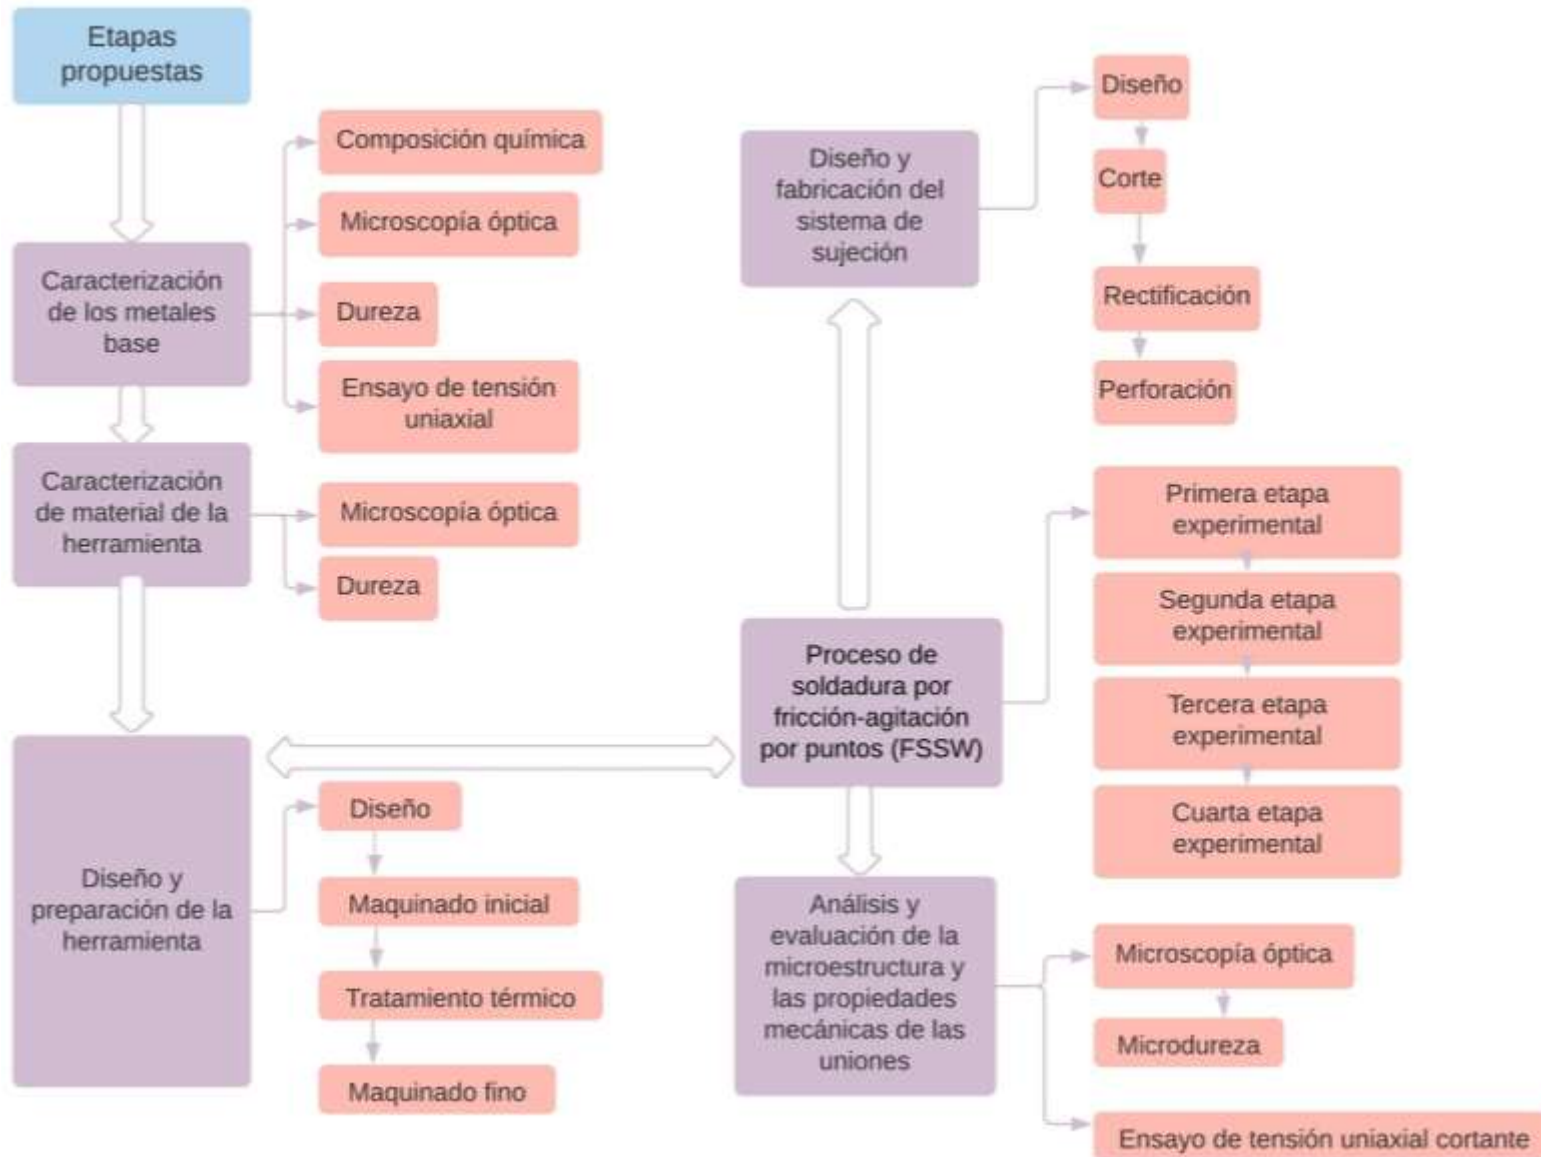 Etapas
propuestas
Caracterización
de los metales
base
Composición química
Microscopía óptica
Dureza
Ensayo de tensión
uniaxial
Caracterización
de material de la
herramienta
Microscopía óptica
Dureza
Diseño y
preparación de la
herramienta
Diseño
Maquinado inicial
Tratamiento térmico
Maquinado fino
Diseño y
fabricación del
sistema de
sujeción
Diseño
Corte
Rectificación
Perforación
Proceso de
soldadura por
fricción-agitación
por puntos (FSSW)
Primera etapa
experimental
Segunda etapa
experimental
Tercera etapa
experimental
Cuarta etapa
experimental
Análisis y
evaluación de la
microestructura y
las propiedades
mecánicas de las
uniones
Microscopía óptica
Microdureza
Ensayo de tensión uniaxial cortante